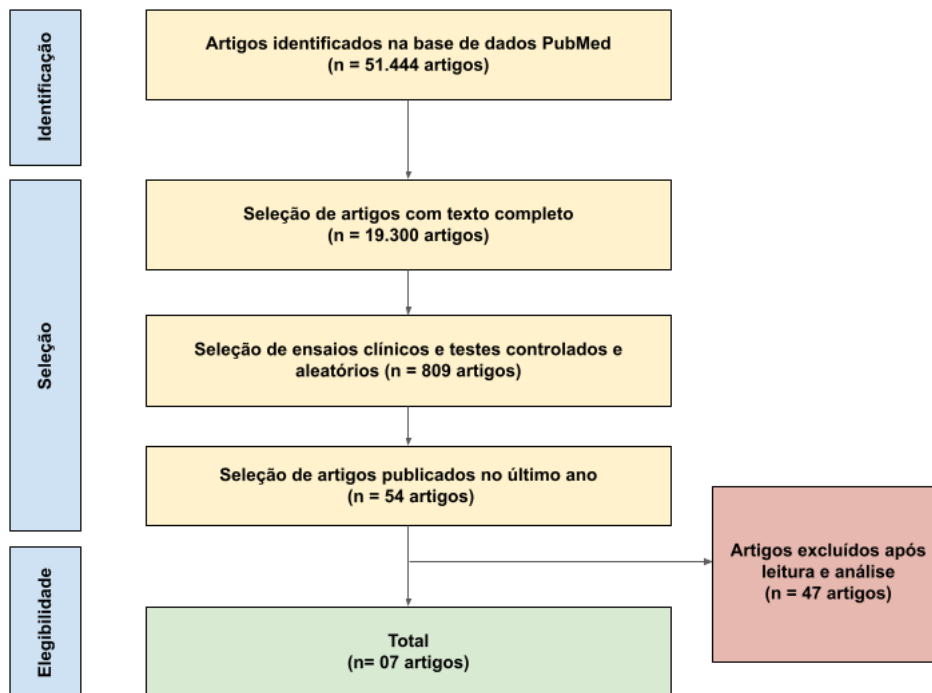 Identificação
Artigos identificados na base de dados PubMed
(n = 51.444 artigos)
Seleção
Seleção de artigos com texto completo
(n = 19.300 artigos)
Seleção de ensaios clínicos e testes controlados e
aleatórios (n = 809 artigos)
Seleção de artigos publicados no último ano
(n = 54 artigos)
Artigos excluídos após
leitura e análise
(n = 47 artigos)
Elegibilidade
Total
(n= 07 artigos)